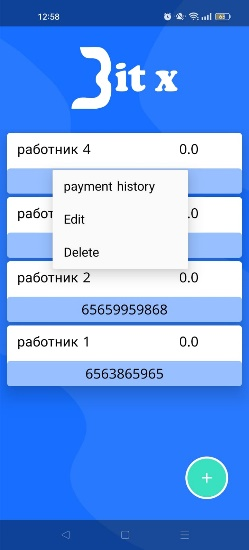 12:58
Bit x
работник 4 0.0
payment history
Edit
Delete
работ .0
работник 2 0.0
65659959868
работник 1 0.0
6563865965
+